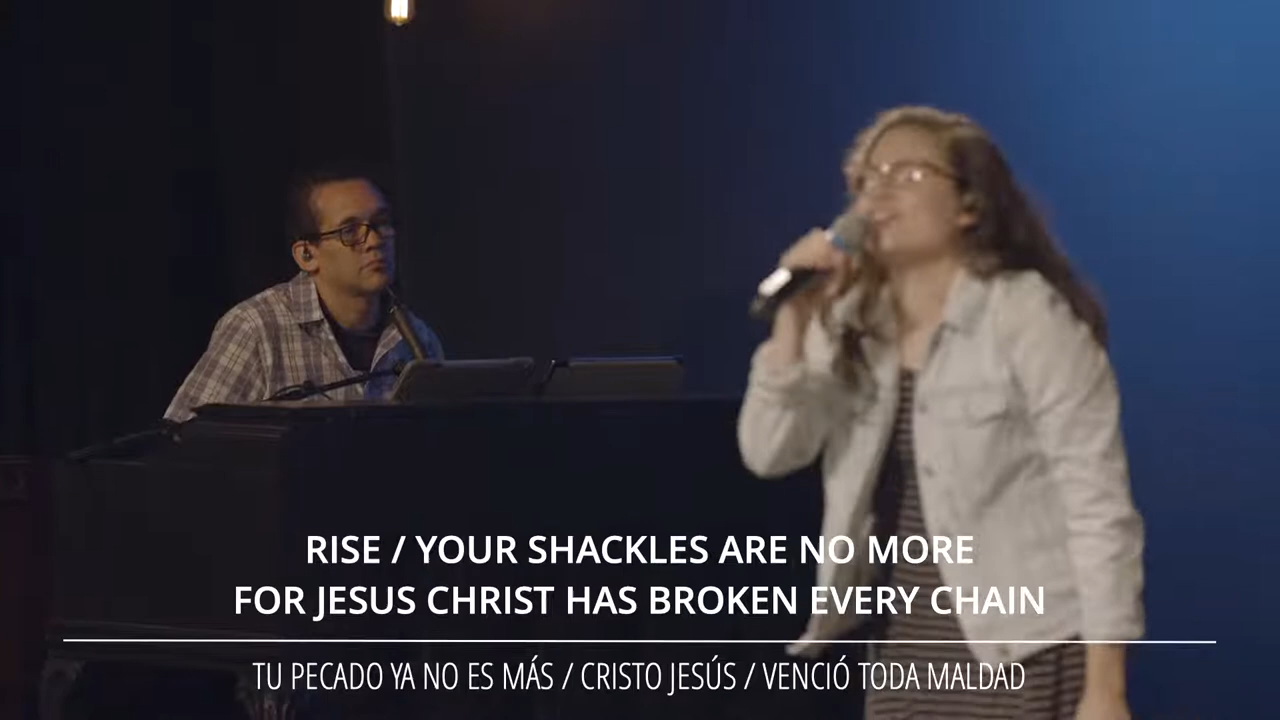 RISE / YOUR SHACKLES ARE NO MORE
FOR JESUS CHRIST HAS BROKEN EVERY CHAIN
TU PECADO YA NO ES MÁS / CRISTO JESÚS / VENCIÓ TODA MALDAD